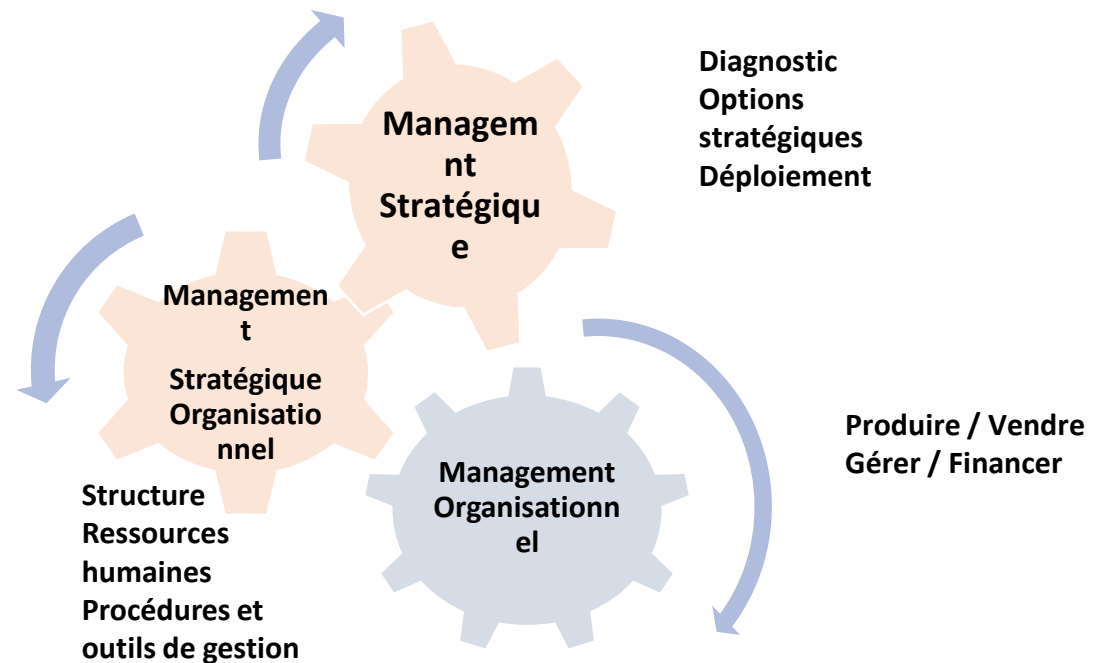 Managem
nt
Stratégiqu
e
Diagnostic
Options
stratégiques
Déploiement
Managemen
t
Stratégique
Organisatio
nnel
Structure
Ressources
humaines
Procédures et
outils de gestion
Management
Organisationn
el
Produire / Vendre
Gérer / Financer